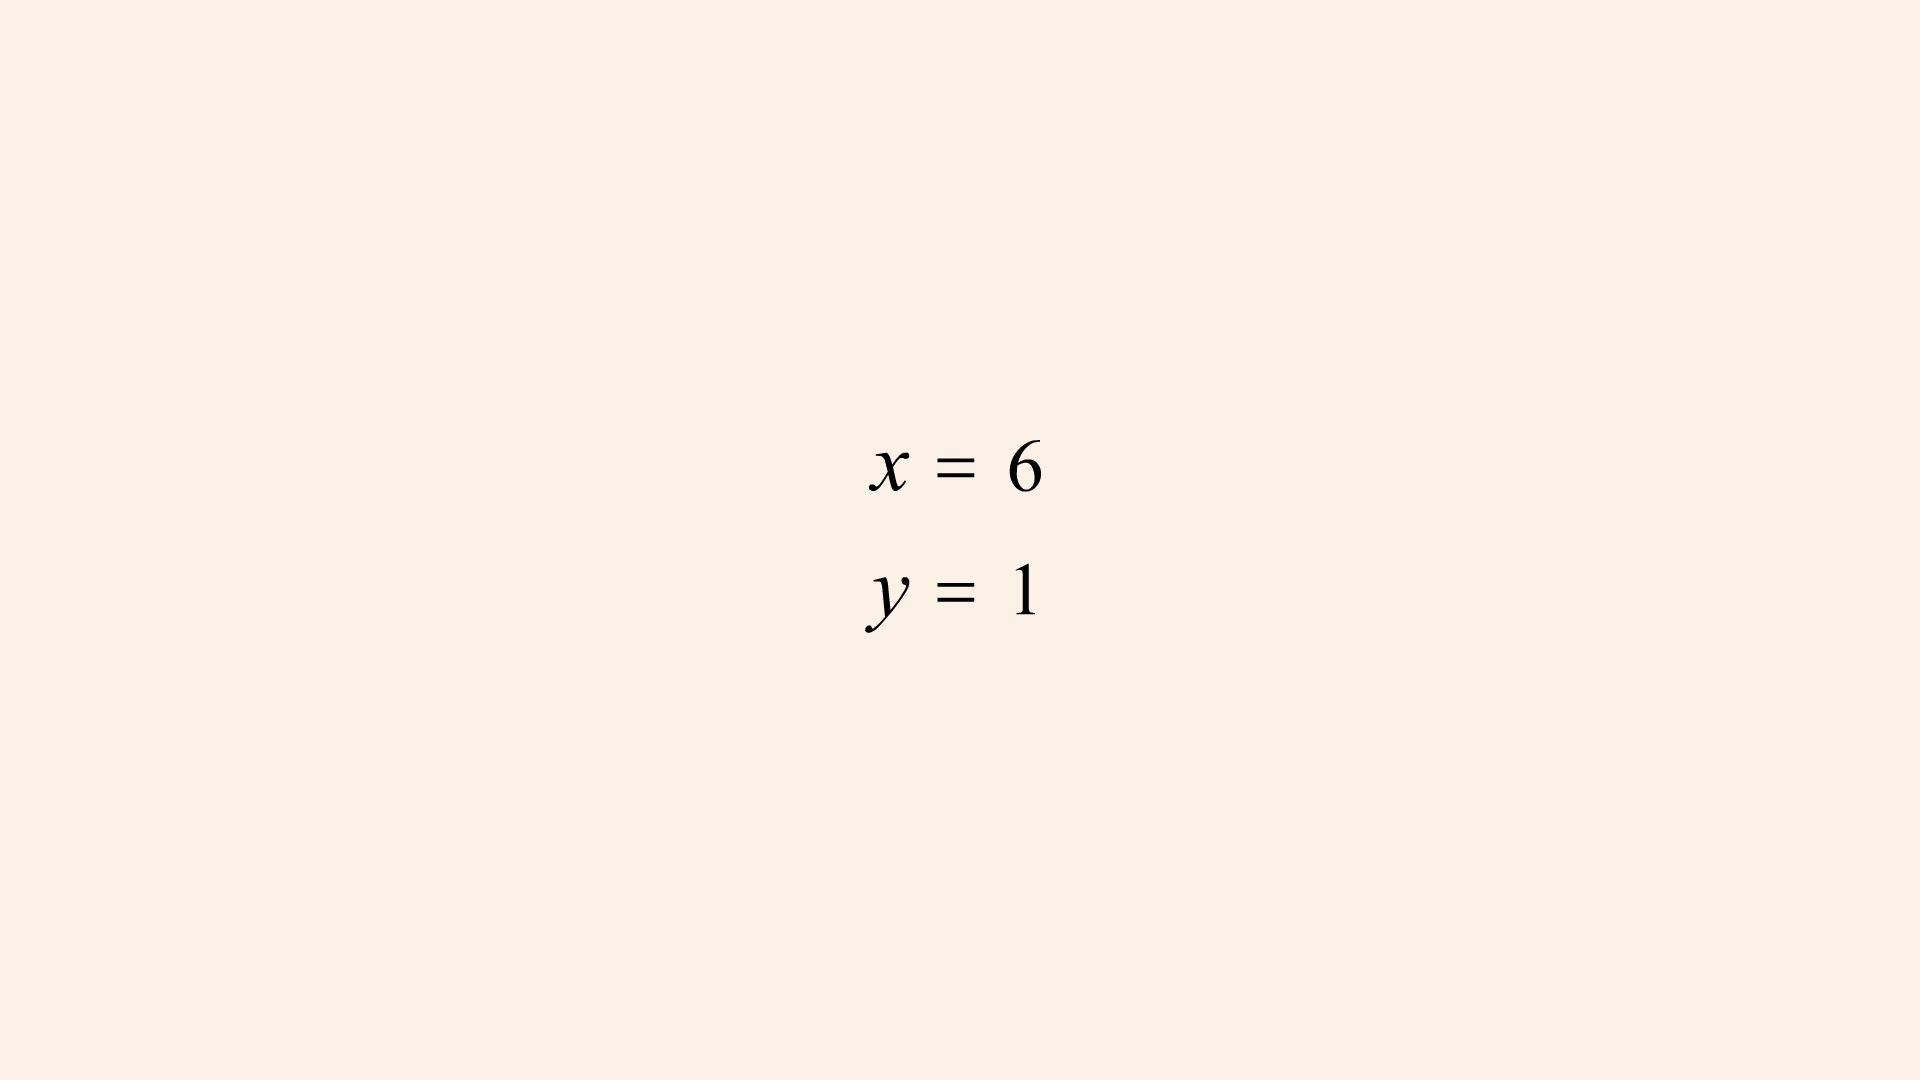 x = 6
y = 1